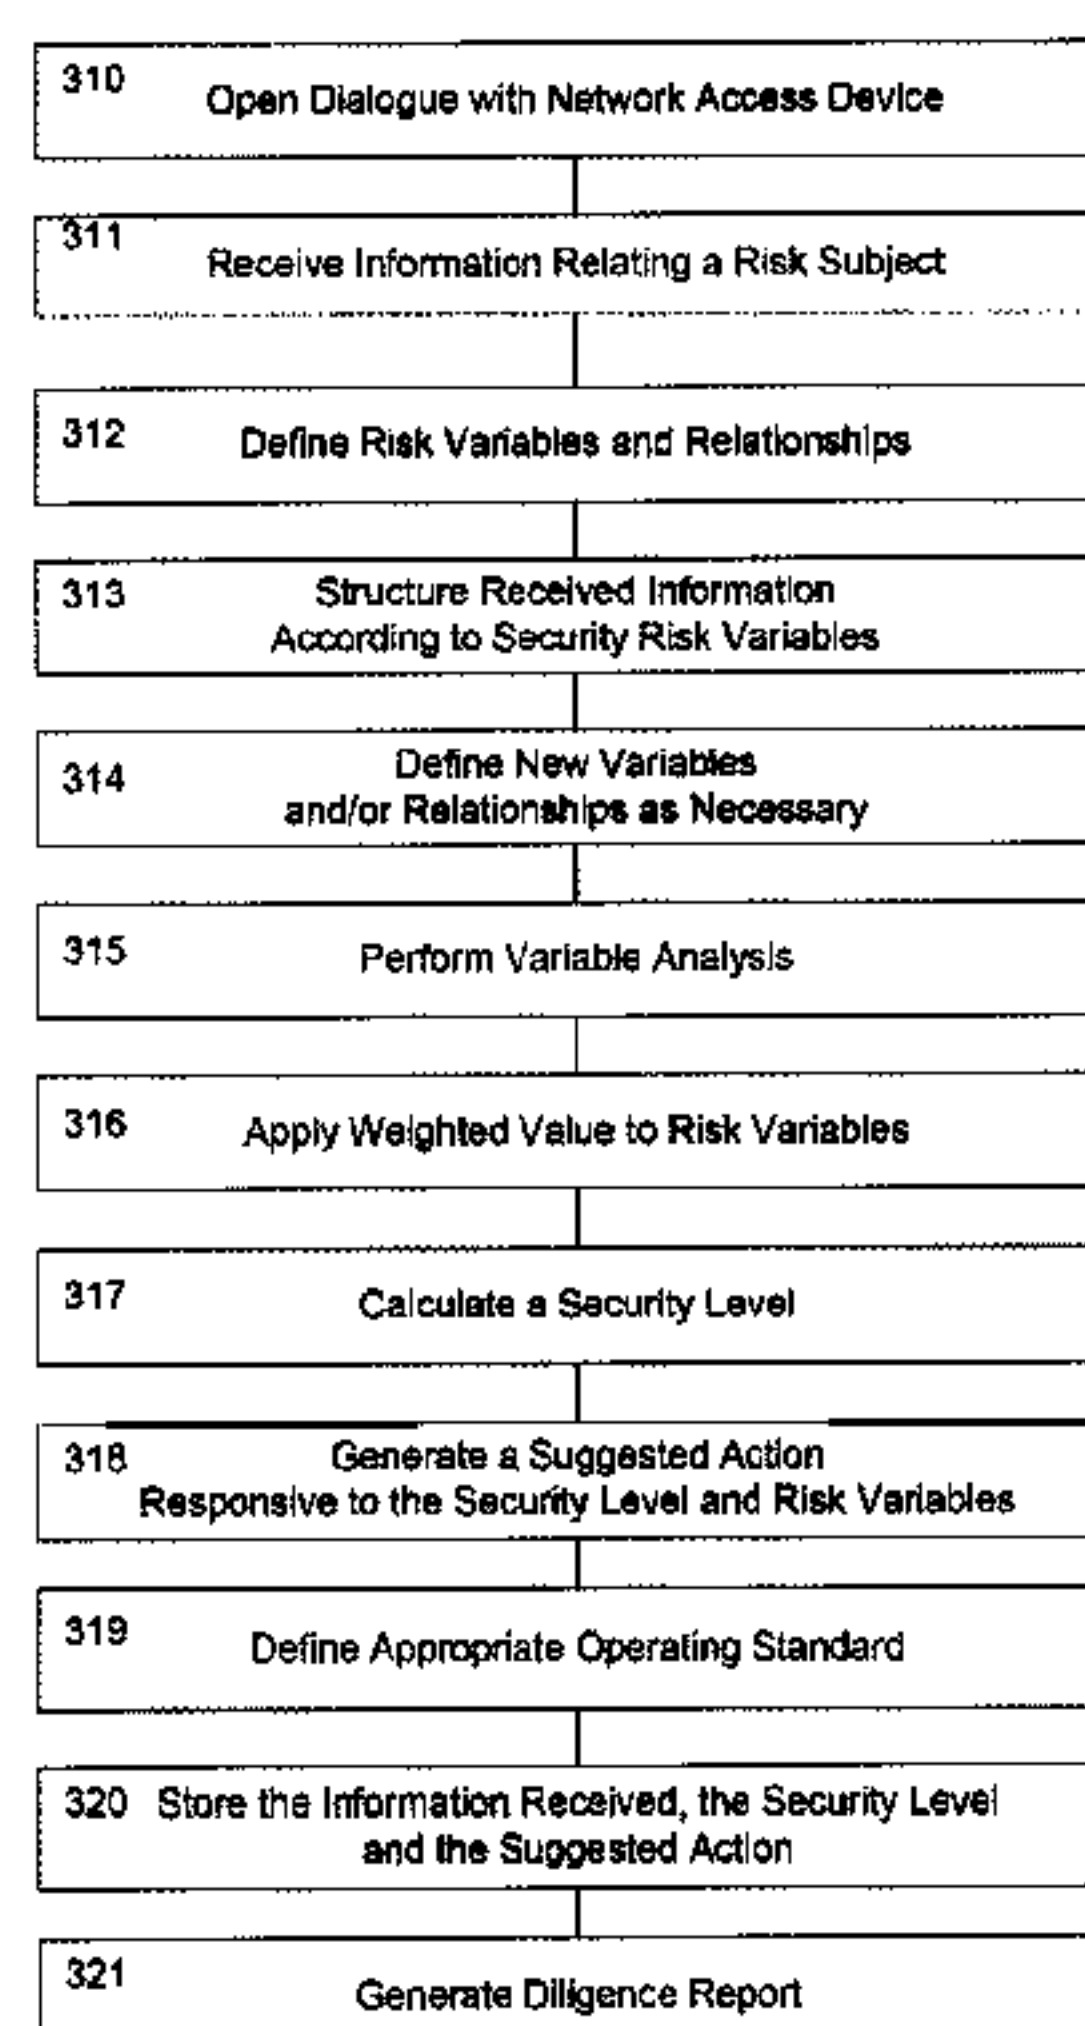 310
Open Dialogue with Network Access Device
311
Receive Information Relating a Risk Subject
312
Define Risk Variables and Relationships
313
Structure Received Information
According to Security Risk Variables
314
Define New Variables
and/or Relationships as Necessary
315
Perform Variable Analysis
316
Apply Weighted Value to Risk Variables
317
Calculate a Security Level
318
Generate a Suggested Action
Responsive to the Security Level and Risk Variables
319
Define Appropriate Operating Standard
320 Store the Information Received, the Security Level
and the Suggested Action
321
Generate Diligence Report